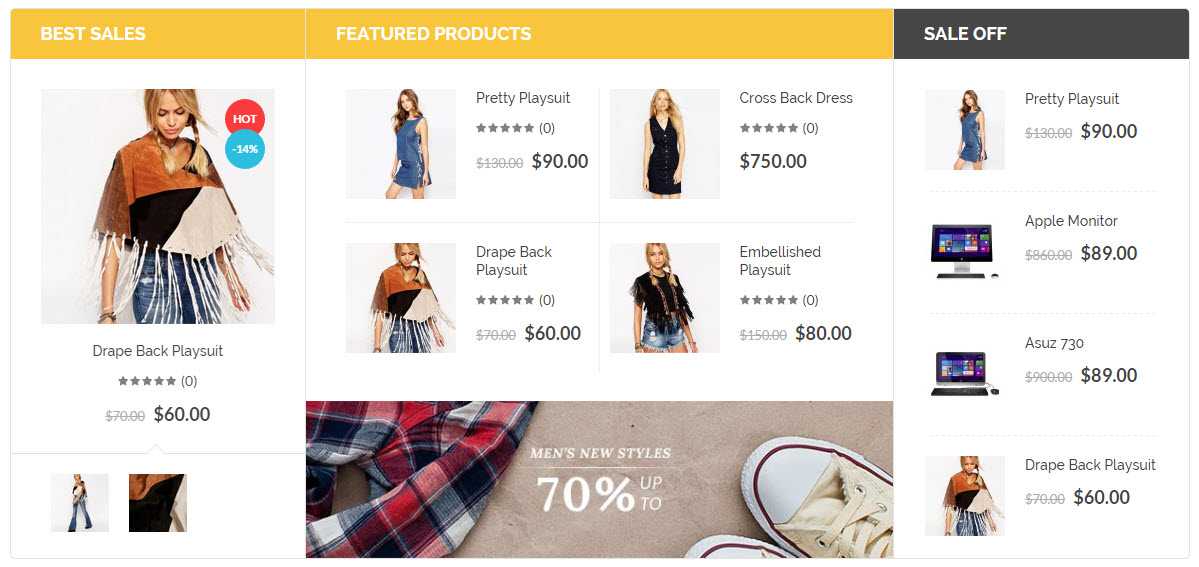 BEST SALES
HOT
-14%
Drape Back Playsuit
(0)
$70.00 $60.00
FEATURED PRODUCTS
Pretty Playsuit
(0)
$130.00 $90.00
Cross Back Dress
(0)
$750.00
Drape Back
Playsuit
(0)
$70.00 $60.00
Embellished
Playsuit
(0)
$150.00 $80.00
MEN'S NEW STYLES
70% UP
TO
SALE OFF
Pretty Playsuit
$130.00 $90.00
Apple Monitor
$860.00 $89.00
Asuz 730
$900.00 $89.00
Drape Back Playsuit
$70.00 $60.00